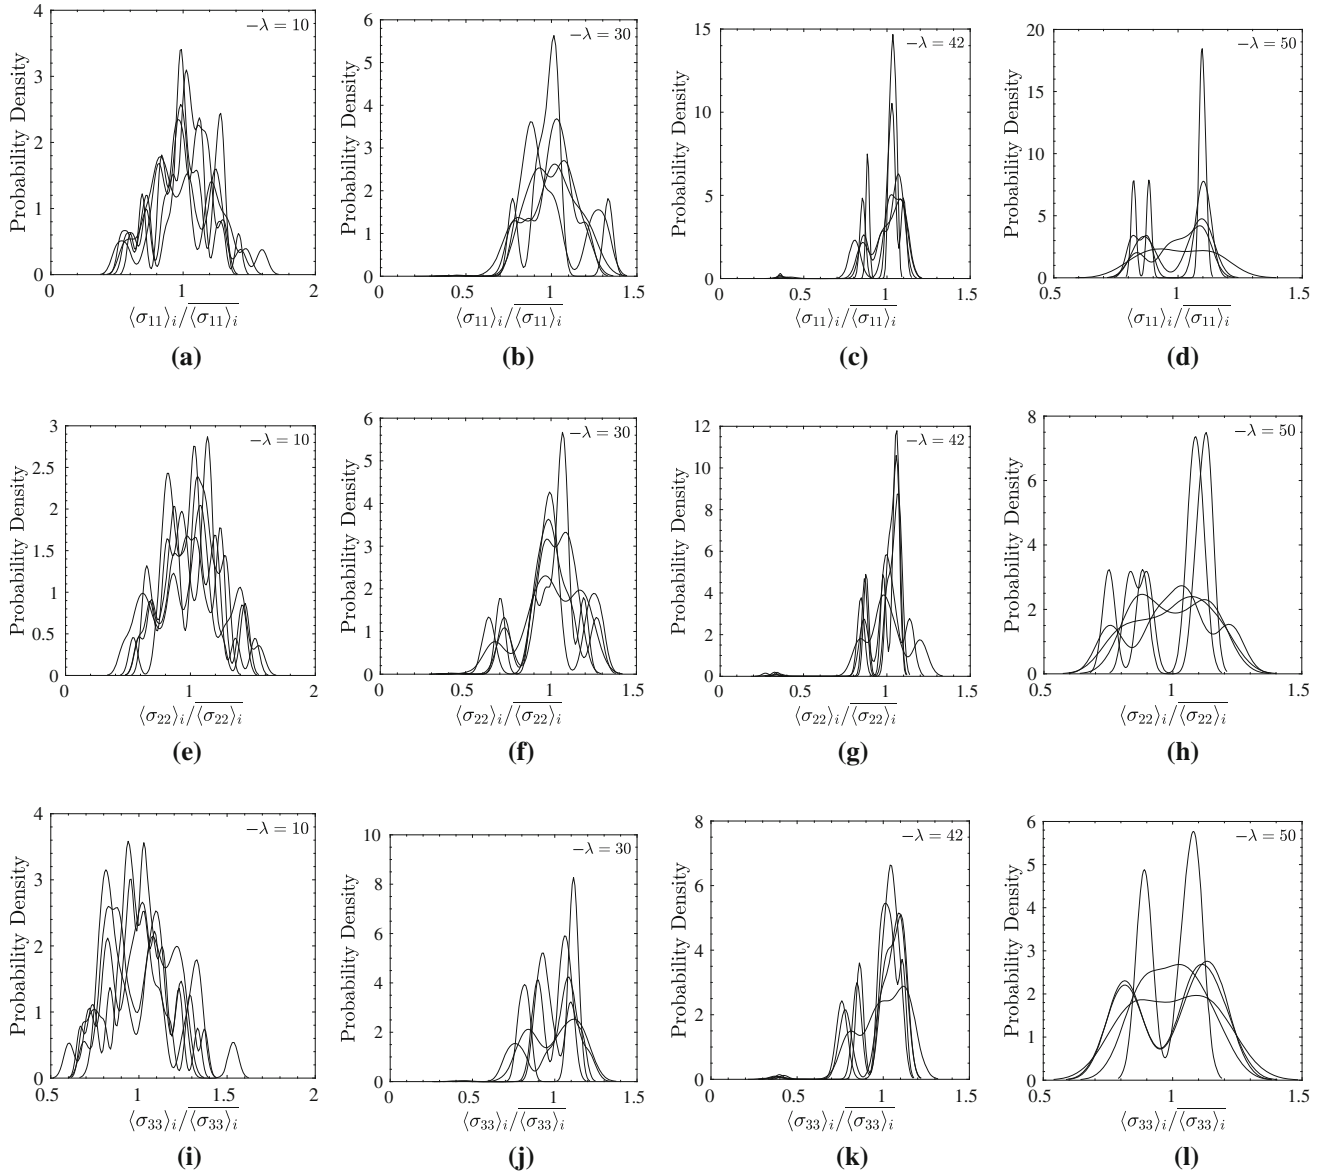 −λ = 10
Probability Density
4
3
2
1
0
0 1 2
⟨σ₁₁⟩ᵢ/⟨σ₁₁⟩ᵢ
(a)
−λ = 30
Probability Density
6
5
4
3
2
1
0
0 0.5 1 1.5
⟨σ₁₁⟩ᵢ/⟨σ₁₁⟩ᵢ
(b)
−λ = 42
Probability Density
15
10
5
0
0 0.5 1 1.5
⟨σ₁₁⟩ᵢ/⟨σ₁₁⟩ᵢ
(c)
−λ = 50
Probability Density
20
15
10
5
0
0.5 1 1.5
⟨σ₁₁⟩ᵢ/⟨σ₁₁⟩ᵢ
(d)
−λ = 10
Probability Density
3
2.5
2
1.5
1
0.5
0
0 1 2
⟨σ₂₂⟩ᵢ/⟨σ₂₂⟩ᵢ
(e)
−λ = 30
Probability Density
6
5
4
3
2
1
0
0 0.5 1 1.5
⟨σ₂₂⟩ᵢ/⟨σ₂₂⟩ᵢ
(f)
−λ = 42
Probability Density
12
10
8
6
4
2
0
0 0.5 1 1.5
⟨σ₂₂⟩ᵢ/⟨σ₂₂⟩ᵢ
(g)
−λ = 50
Probability Density
8
6
4
2
0
0.5 1 1.5
⟨σ₂₂⟩ᵢ/⟨σ₂₂⟩ᵢ
(h)
−λ = 10
Probability Density
4
3
2
1
0
0.5 1 1.5 2
⟨σ₃₃⟩ᵢ/⟨σ₃₃⟩ᵢ
(i)
−λ = 30
Probability Density
10
8
6
4
2
0
0 0.5 1 1.5
⟨σ₃₃⟩ᵢ/⟨σ₃₃⟩ᵢ
(j)
−λ = 42
Probability Density
8
6
4
2
0
0 0.5 1 1.5
⟨σ₃₃⟩ᵢ/⟨σ₃₃⟩ᵢ
(k)
−λ = 50
Probability Density
6
5
4
3
2
1
0
0.5 1 1.5
⟨σ₃₃⟩ᵢ/⟨σ₃₃⟩ᵢ
(l)